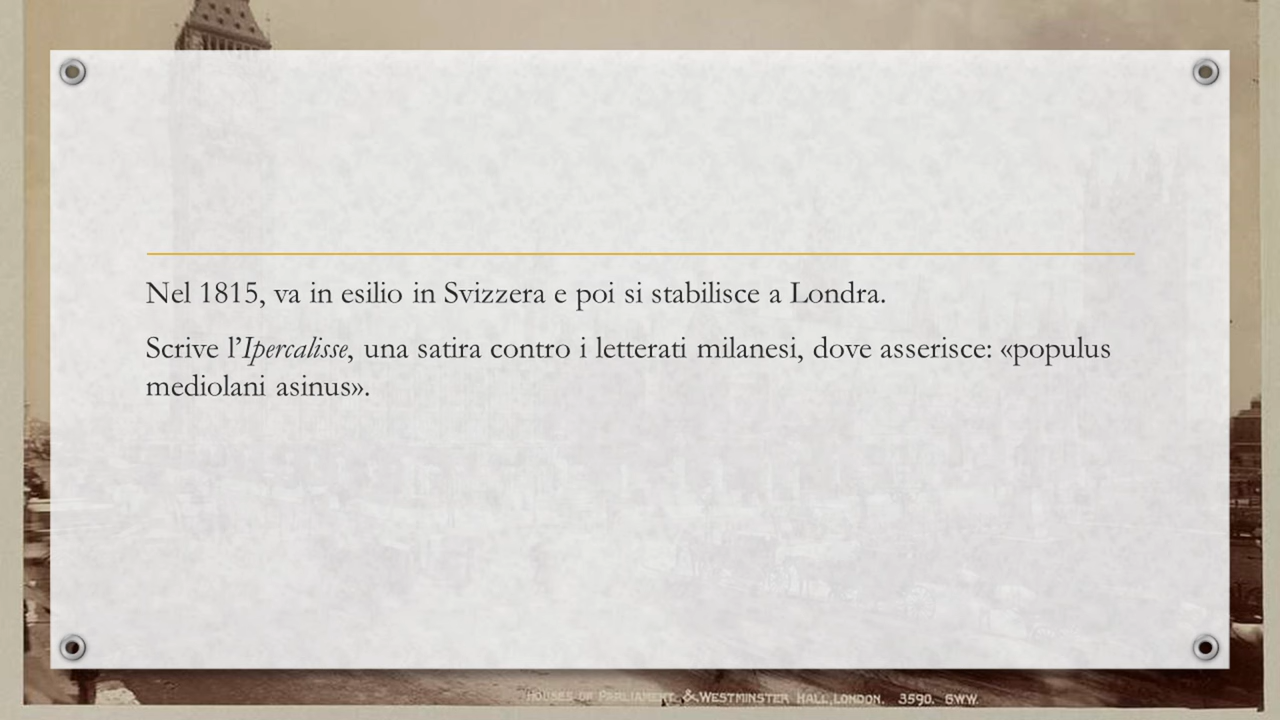 Nel 1815, va in esilio in Svizzera e poi si stabilisce a Londra.
Scrive l’Ipercalisse, una satira contro i letterati milanesi, dove asserisce: «populus
mediolani asinus».
HOUSES OF PARLIAMENT & WESTMINSTER HALL, LONDON. 3590. GWW.